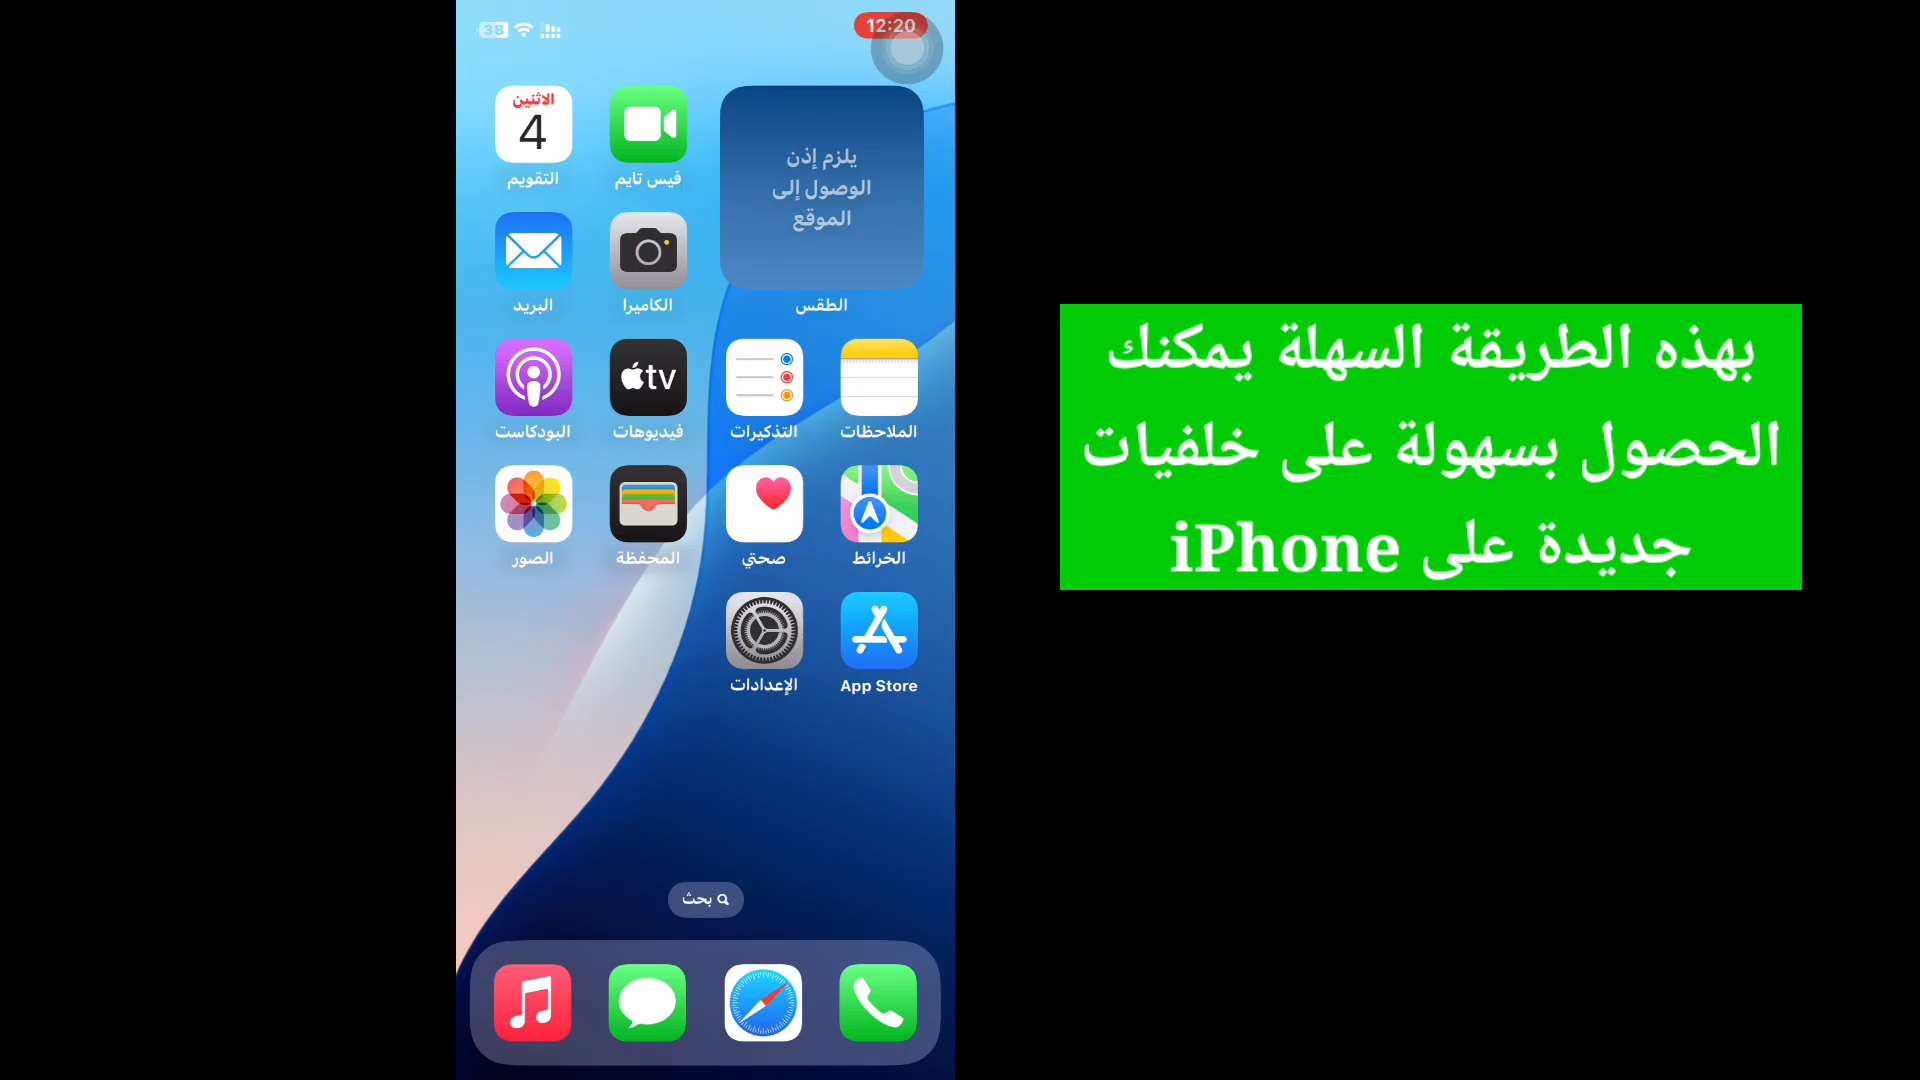 12:20
38
يلزم إذن
الوصول إلى
الموقع
الطقس
فيس تايم
الاثنين
4
التقويم
الكاميرا
البريد
الملاحظات
التذكيرات
tv
فيديوهات
البودكاست
الخرائط
صحتي
المحفظة
الصور
App Store
الإعدادات
بحث
بهذه الطريقة السهلة يمكنك
الحصول بسهولة على خلفيات
جديدة على iPhone